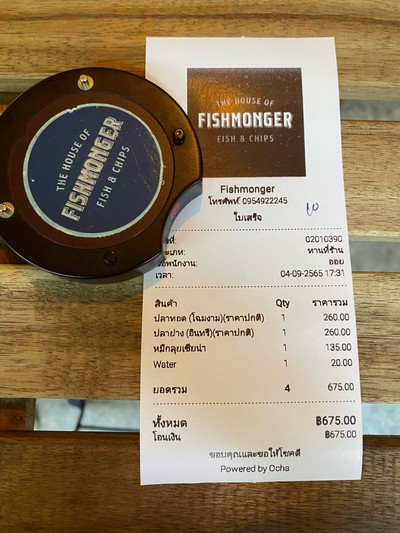 THE HOUSE OF
FISHMONGER
FISH & CHIPS
THE HOUSE OF
FISHMONGER
FISH & CHIPS
Fishmonger
โทรศัพท์: 0954922245
ใบเสร็จ
02010390
ทานที่ร้าน
ออย
เวลา: 04-09-2565 17:31
สินค้า Qty ราคารวม
ปลาทอด (โฉมงาม)(ราคาปกติ) 1 260.00
ปลาย่าง (อินทรี)(ราคาปกติ) 1 260.00
หมึกลุยเซียน่า 1 135.00
Water 1 20.00
ยอดรวม 4 675.00
ทั้งหมด ฿675.00
โอนเงิน ฿675.00
ขอบคุณและขอให้โชคดี
Powered by Ocha